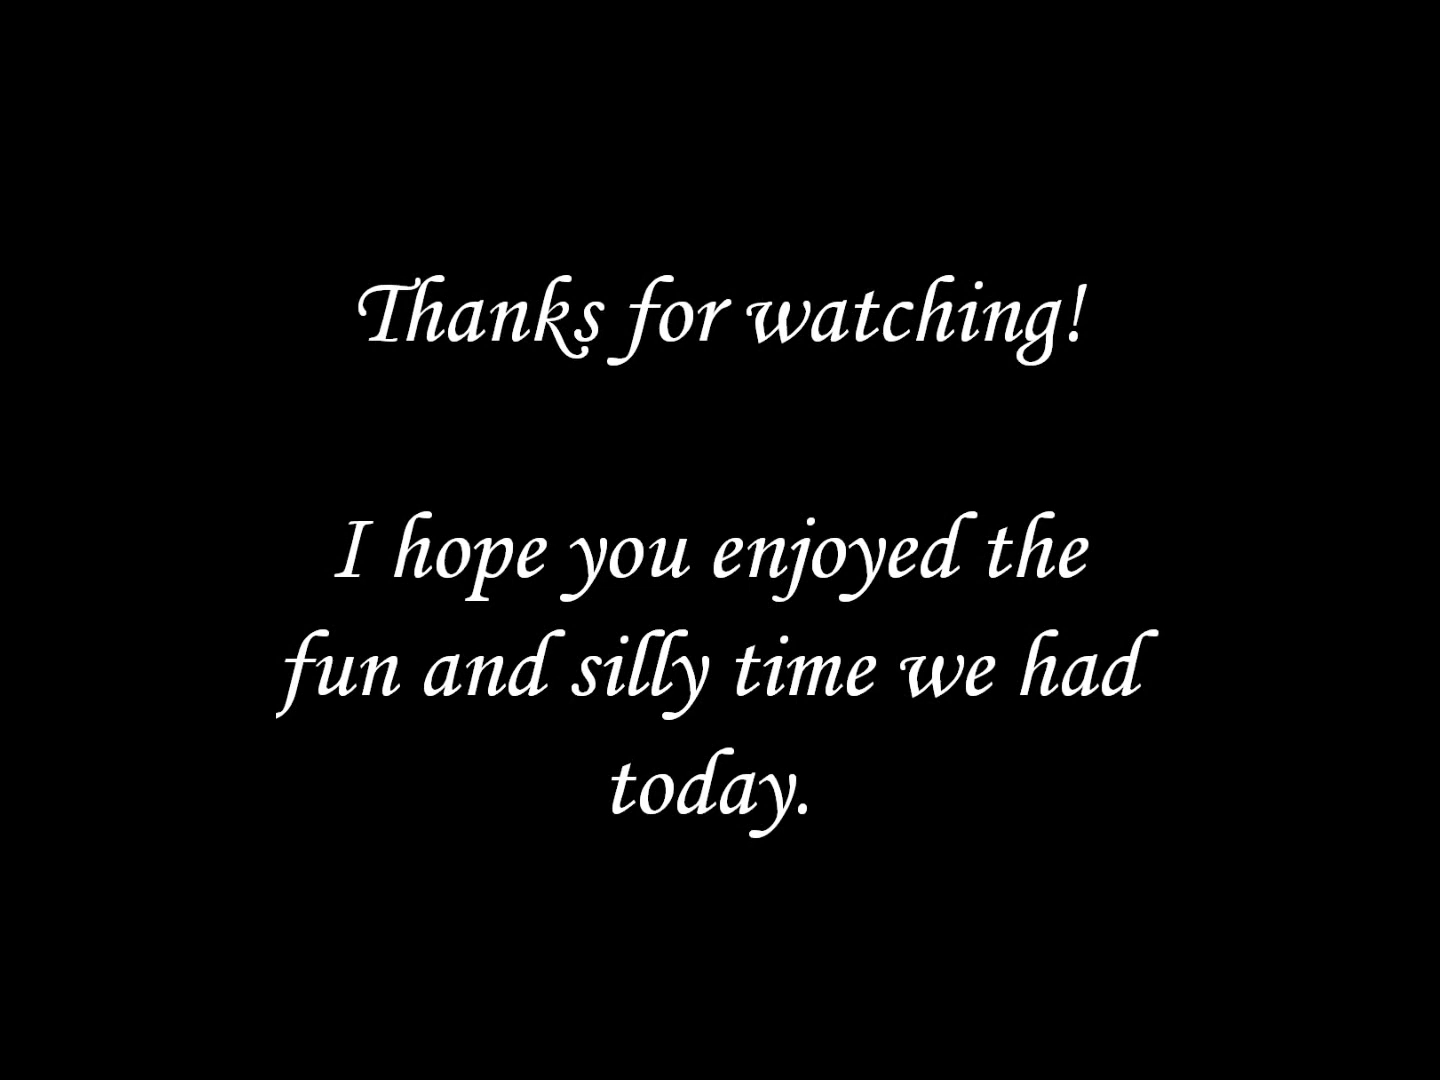 Thanks for watching!
I hope you enjoyed the
fun and silly time we had
today.